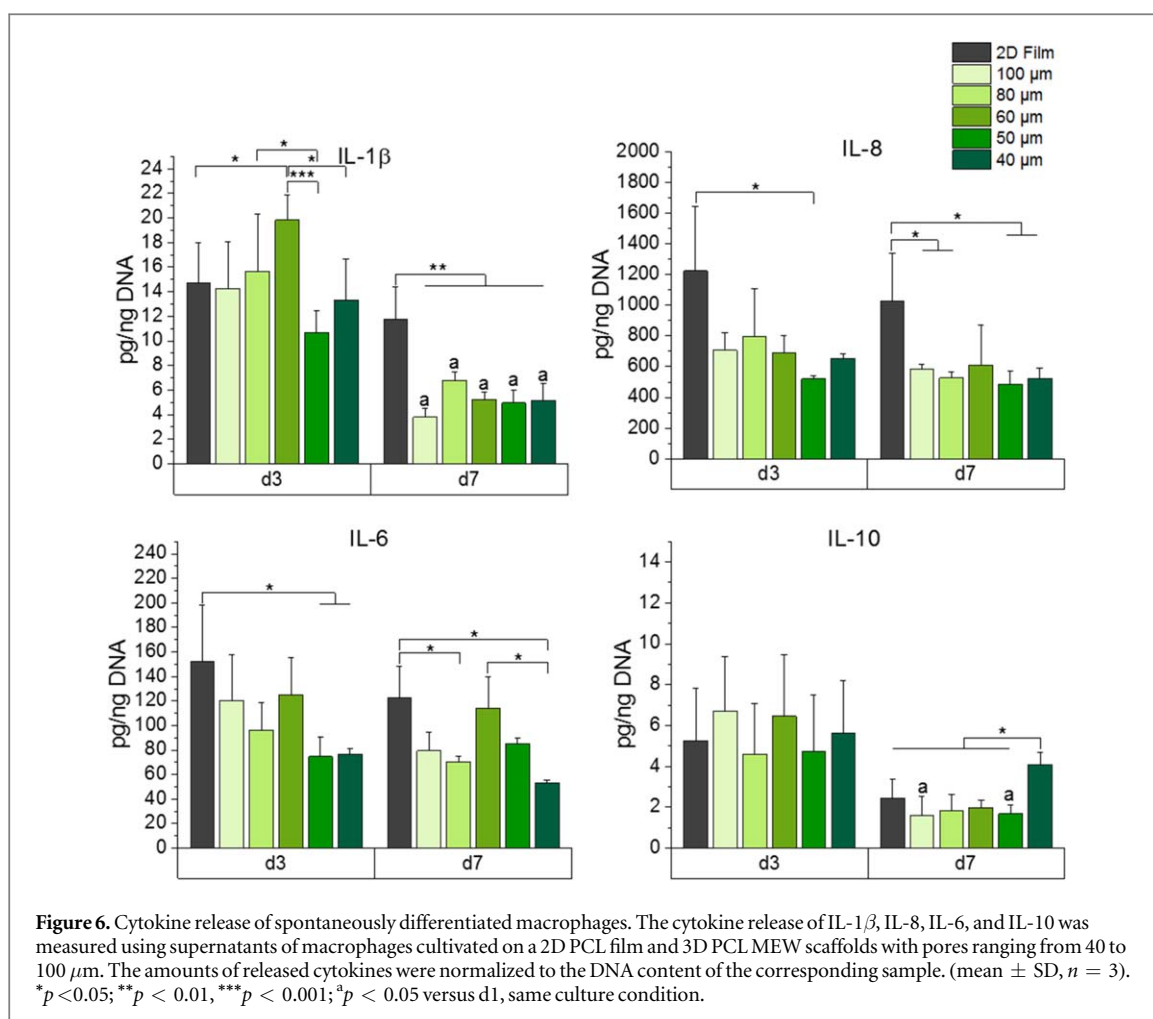 2D Film
100 µm
80 µm
60 µm
50 µm
40 µm
IL-1β
pg/ng DNA
24
22
20
18
16
14
12
10
8
6
4
2
0
*
*
*
***
**
a
a
a
a
a
d3
d7
IL-8
pg/ng DNA
2000
1800
1600
1400
1200
1000
800
600
400
200
0
*
*
*
d3
d7
IL-6
pg/ng DNA
240
220
200
180
160
140
120
100
80
60
40
20
0
*
*
*
*
d3
d7
IL-10
pg/ng DNA
14
12
10
8
6
4
2
0
*
a
a
d3
d7
Figure 6. Cytokine release of spontaneously differentiated macrophages. The cytokine release of IL-1β, IL-8, IL-6, and IL-10 was
measured using supernatants of macrophages cultivated on a 2D PCL film and 3D PCL MEW scaffolds with pores ranging from 40 to
100 μm. The amounts of released cytokines were normalized to the DNA content of the corresponding sample. (mean ± SD, n = 3).
*p <0.05; **p < 0.01, ***p < 0.001; ap < 0.05 versus d1, same culture condition.